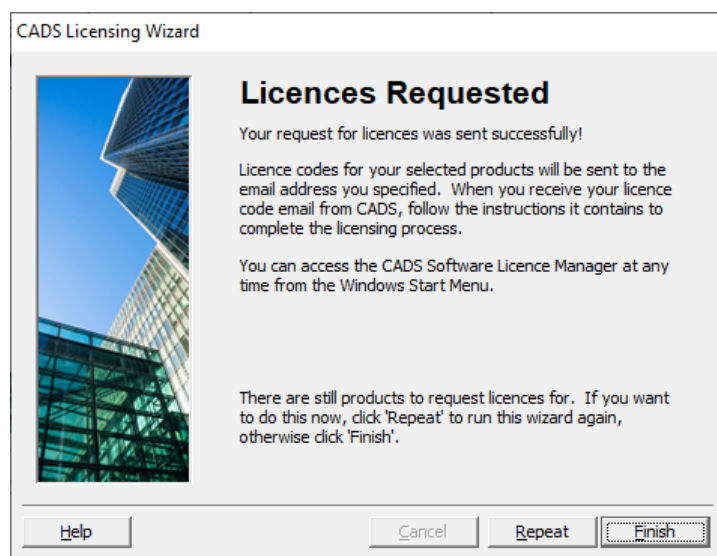 CADS Licensing Wizard
Licences Requested
Your request for licences was sent successfully!
Licence codes for your selected products will be sent to the
email address you specified.  When you receive your licence
code email from CADS, follow the instructions it contains to
complete the licensing process.
You can access the CADS Software Licence Manager at any
time from the Windows Start Menu.
There are still products to request licences for.  If you want
to do this now, click 'Repeat' to run this wizard again,
otherwise click 'Finish'.
Help
Cancel
Repeat
Finish